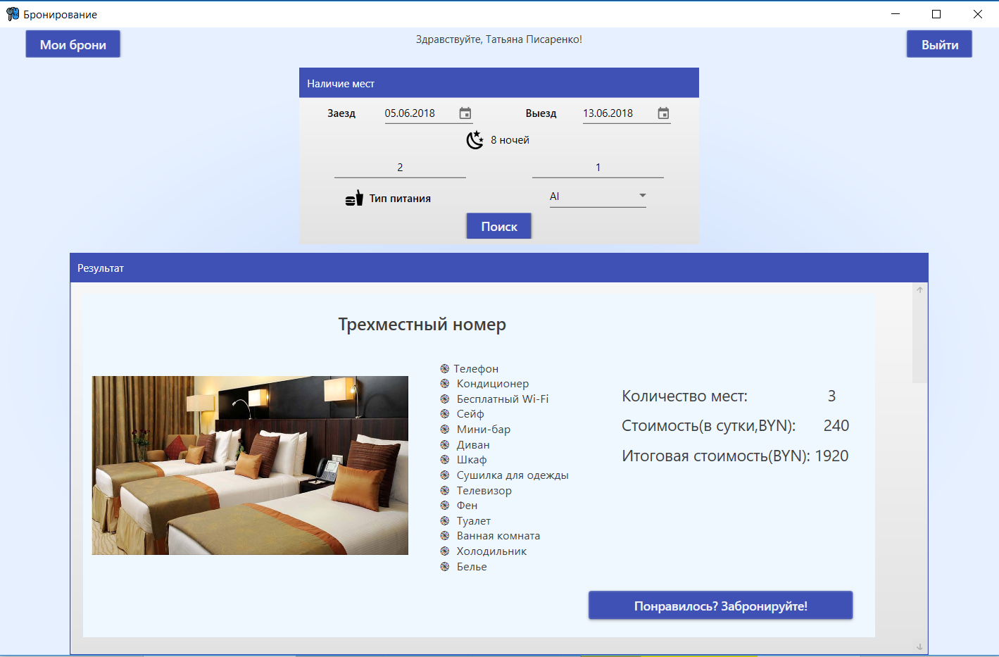 Бронирование
Мои брони
Здравствуйте, Татьяна Писаренко!
Выйти
Наличие мест
Заезд 05.06.2018 Выезд 13.06.2018
8 ночей
2 1
Тип питания AI
Поиск
Результат
Трехместный номер
Телефон
Кондиционер
Бесплатный Wi-Fi
Сейф
Мини-бар
Диван
Шкаф
Сушилка для одежды
Телевизор
Фен
Туалет
Ванная комната
Холодильник
Белье
Количество мест: 3
Стоимость(в сутки,BYN): 240
Итоговая стоимость(BYN): 1920
Понравилось? Забронируйте!